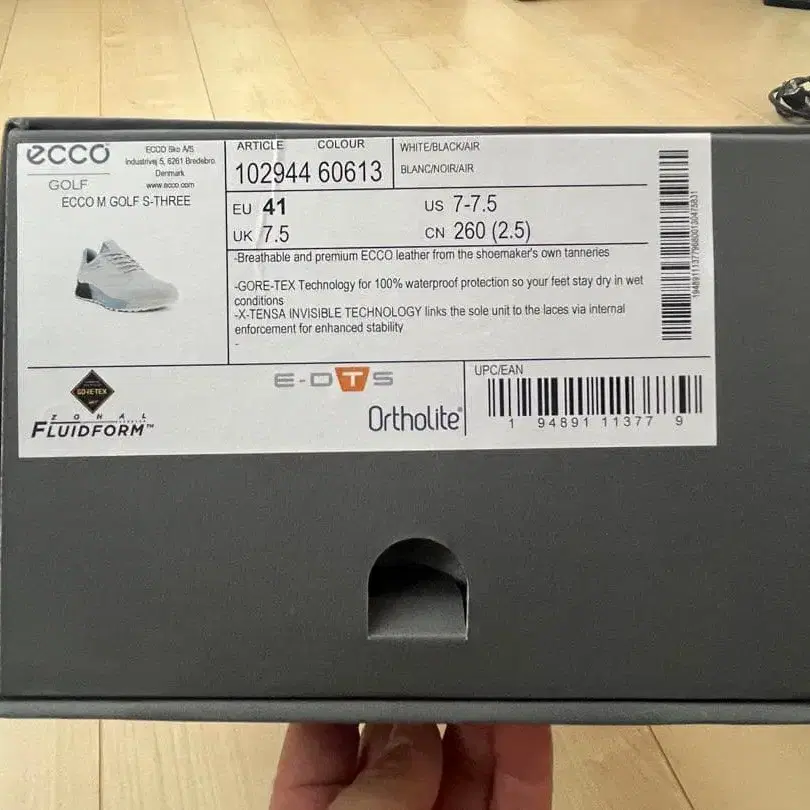 ecco
GOLF
ECCO Sko A/S
Industrivej 5, 6261 Bredebro
Denmark
www.ecco.com
ECCO M GOLF S-THREE
ARTICLE COLOUR
102944 60613
WHITE/BLACK/AIR
BLANC/NOIR/AIR
EU 41
US 7-7.5
UK 7.5
CN 260 (2.5)
-Breathable and premium ECCO leather from the shoemaker's own tanneries
-GORE-TEX Technology for 100% waterproof protection so your feet stay dry in wet
conditions
-X-TENSA INVISIBLE TECHNOLOGY links the sole unit to the laces via internal
enforcement for enhanced stability
-
GORE-TEX
ZONAL
FLUIDFORM™
E-DTS
Ortholite®
UPC/EAN
1 94891 11377 9